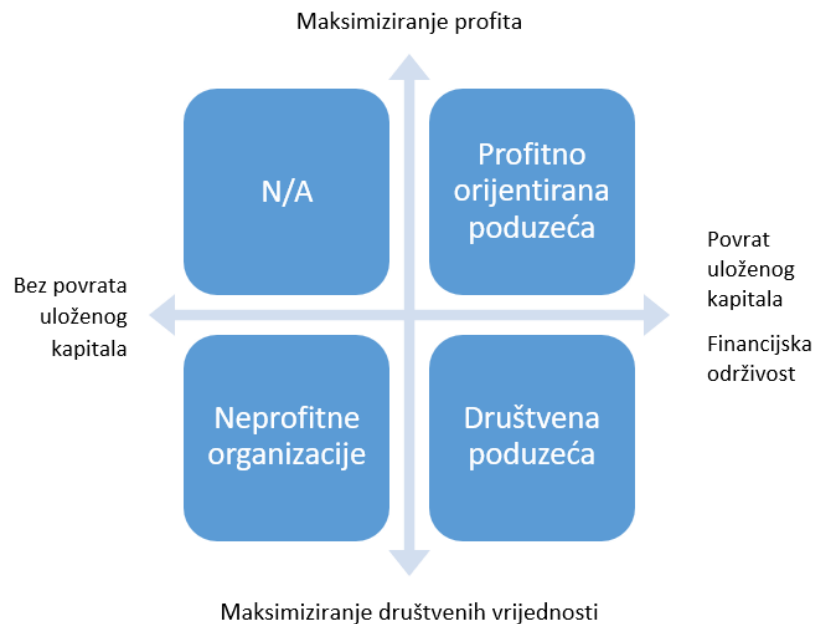 Maksimiziranje profita
N/A
Profitno
orijentirana
poduzeća
Bez povrata
uloženog
kapitala
Povrat
uloženog
kapitala
Financijska
održivost
Neprofitne
organizacije
Društvena
poduzeća
Maksimiziranje društvenih vrijednosti